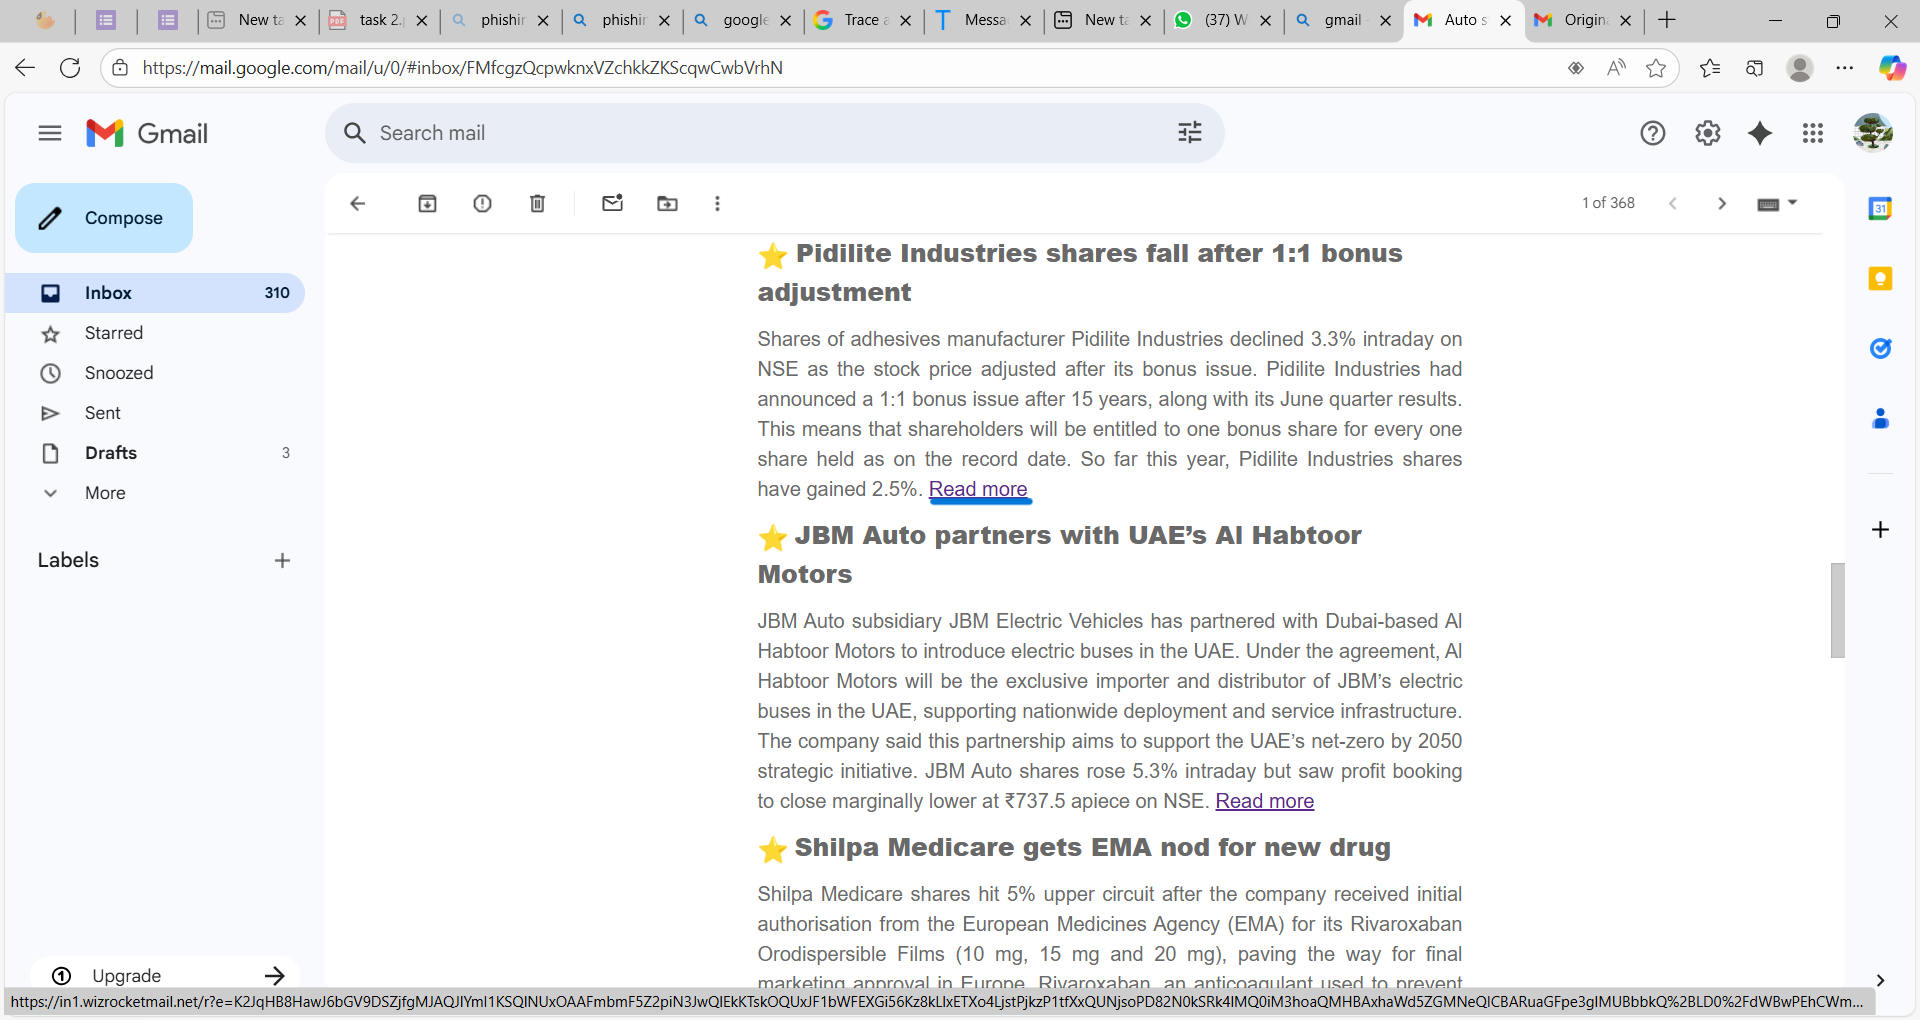 New ta
task 2.
phishin
phishin
google
Trace a
Messa
New ta
(37) W
gmail
Auto s
Origin
https://mail.google.com/mail/u/0/#inbox/FMfcgzQcpwknxVZchkkZKScqwCwbVrhN
Gmail
Search mail
Compose
1 of 368
Inbox 310
Starred
Snoozed
Sent
Drafts 3
More
Labels
Upgrade
⭐ Pidilite Industries shares fall after 1:1 bonus
adjustment
Shares of adhesives manufacturer Pidilite Industries declined 3.3% intraday on
NSE as the stock price adjusted after its bonus issue. Pidilite Industries had
announced a 1:1 bonus issue after 15 years, along with its June quarter results.
This means that shareholders will be entitled to one bonus share for every one
share held as on the record date. So far this year, Pidilite Industries shares
have gained 2.5%. Read more
⭐ JBM Auto partners with UAE’s Al Habtoor
Motors
JBM Auto subsidiary JBM Electric Vehicles has partnered with Dubai-based Al
Habtoor Motors to introduce electric buses in the UAE. Under the agreement, Al
Habtoor Motors will be the exclusive importer and distributor of JBM’s electric
buses in the UAE, supporting nationwide deployment and service infrastructure.
The company said this partnership aims to support the UAE’s net-zero by 2050
strategic initiative. JBM Auto shares rose 5.3% intraday but saw profit booking
to close marginally lower at ₹737.5 apiece on NSE. Read more
⭐ Shilpa Medicare gets EMA nod for new drug
Shilpa Medicare shares hit 5% upper circuit after the company received initial
authorisation from the European Medicines Agency (EMA) for its Rivaroxaban
Orodispersible Films (10 mg, 15 mg and 20 mg), paving the way for final
marketing approval in Europe. Rivaroxaban, an anticoagulant used to prevent